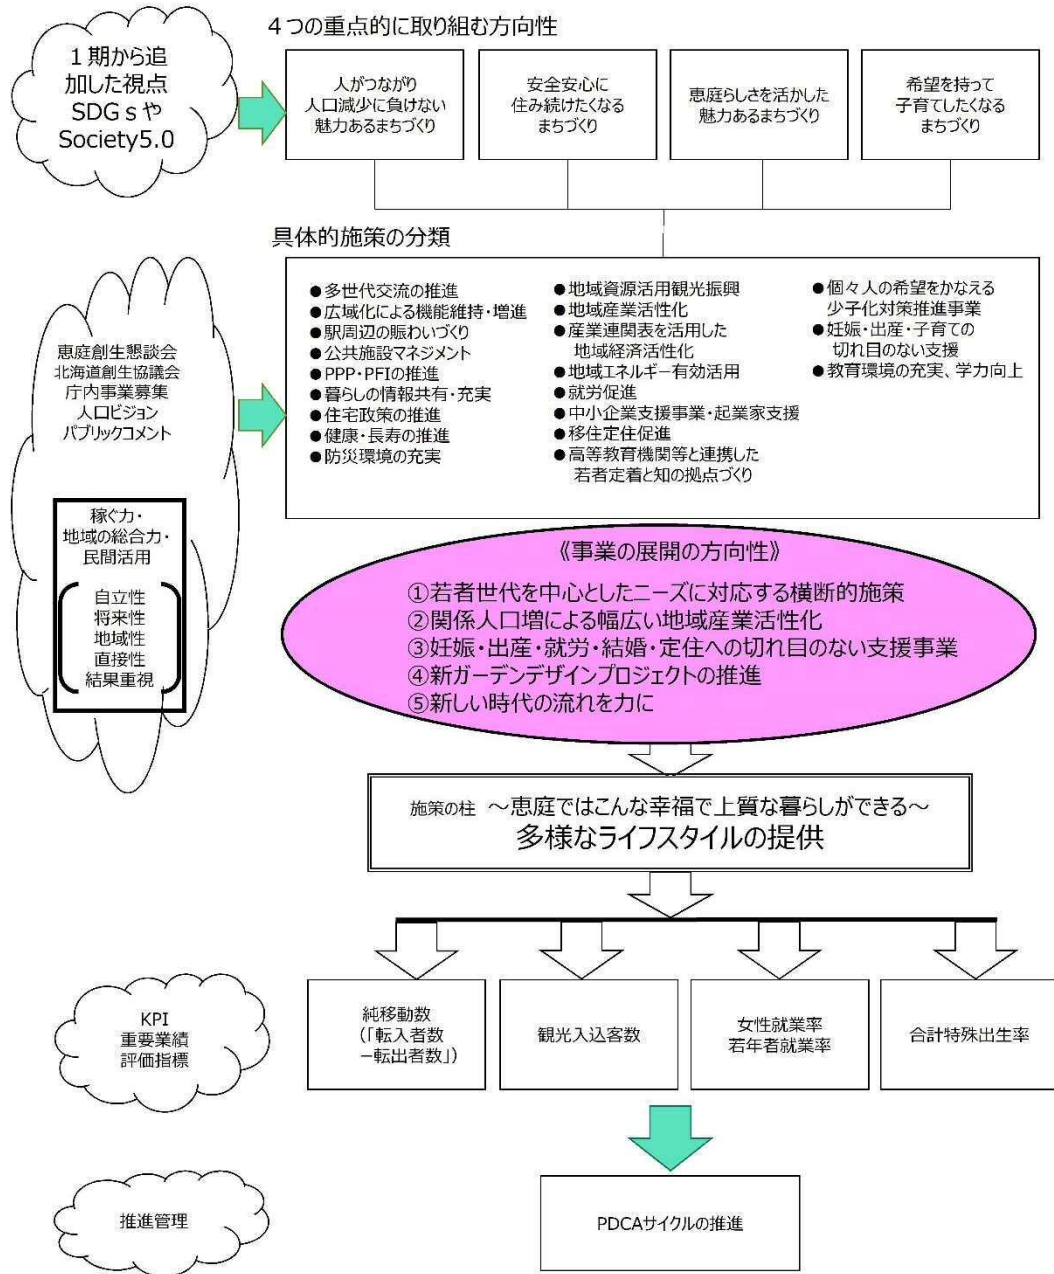 4つの重点的に取り組む方向性
1期から追
加した視点
SDGsや
Society5.0
人がつながり
人口減少に負けない
魅力あるまちづくり
安全安心に
住み続けたくなる
まちづくり
恵庭らしさを活かした
魅力あるまちづくり
希望を持って
子育てしたくなる
まちづくり
具体的施策の分類
恵庭創生懇談会
北海道創生協議会
庁内事業募集
人口ビジョン
パブリックコメント
稼ぐ力・
地域の総合力・
民間活用
自立性
将来性
地域性
直接性
結果重視
●多世代交流の推進
●広域化による機能維持・増進
●駅周辺の賑わいづくり
●公共施設マネジメント
●PPP・PFIの推進
●暮らしの情報共有・充実
●住宅政策の推進
●健康・長寿の推進
●防災環境の充実
●地域資源活用観光振興
●地域産業活性化
●産業連関表を活用した
地域経済活性化
●地域エネルギー有効活用
●就労促進
●中小企業支援事業・起業家支援
●移住定住促進
●高等教育機関等と連携した
若者定着と知の拠点づくり
●個々人の希望をかなえる
少子化対策推進事業
●妊娠・出産・子育ての
切れ目のない支援
●教育環境の充実、学力向上
《事業の展開の方向性》
①若者世代を中心としたニーズに対応する横断的施策
②関係人口増による幅広い地域産業活性化
③妊娠・出産・就労・結婚・定住への切れ目のない支援事業
④新ガーデンデザインプロジェクトの推進
⑤新しい時代の流れを力に
施策の柱 ～恵庭ではこんな幸福で上質な暮らしができる～
多様なライフスタイルの提供
KPI
重要業績
評価指標
純移動数
(「転入者数
－転出者数」)
観光入込客数
女性就業率
若年者就業率
合計特殊出生率
推進管理
PDCAサイクルの推進